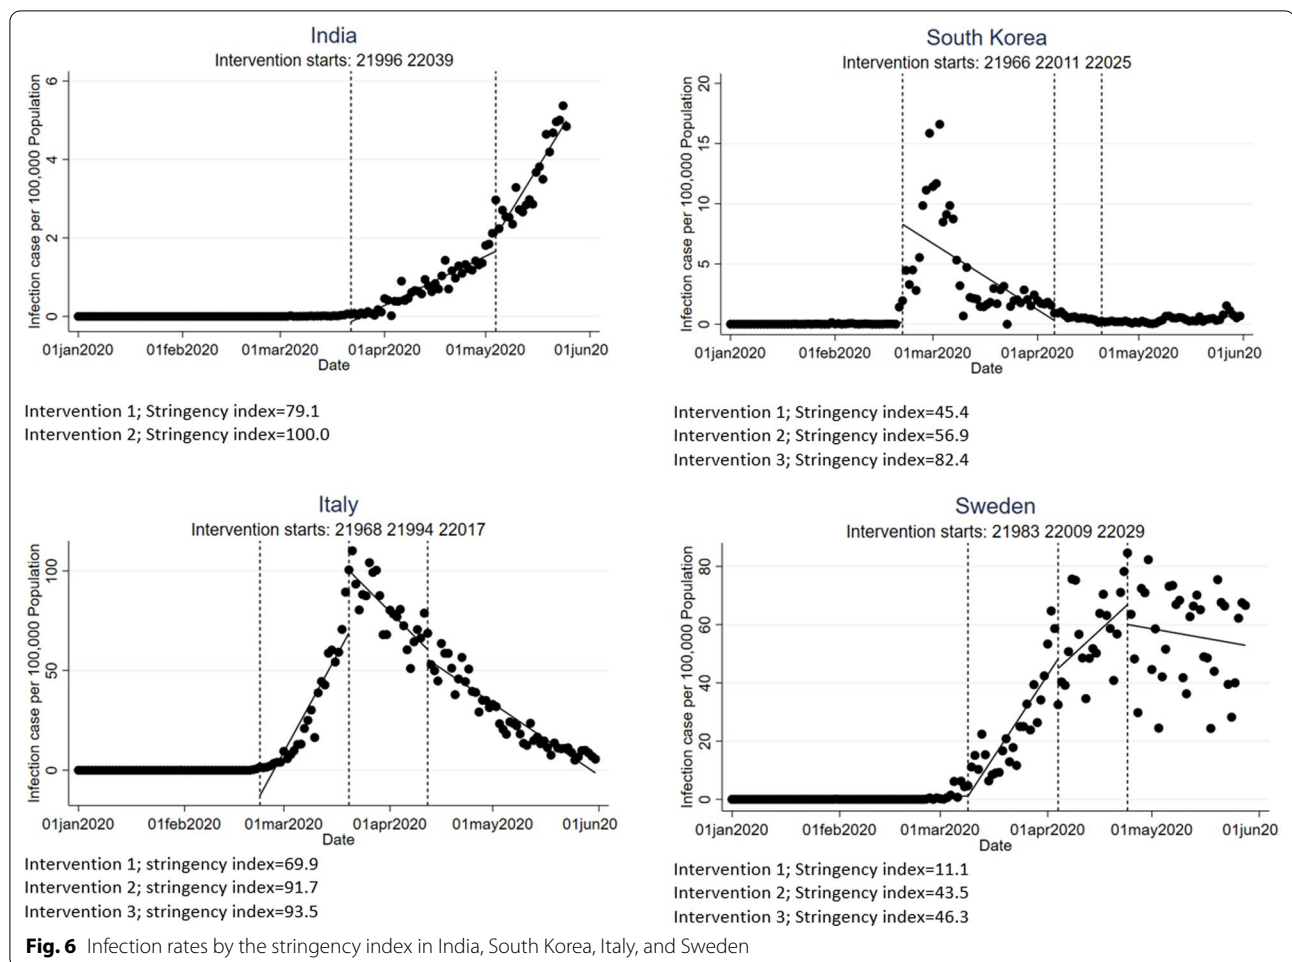 India
Intervention starts: 21996 22039
Infection case per 100,000 Population
6
4
2
0
01jan2020 01feb2020 01mar2020 01apr2020 01may2020 01jun20
Date
Intervention 1; Stringency index=79.1
Intervention 2; Stringency index=100.0
South Korea
Intervention starts: 21966 22011 22025
Infection case per 100,000 Population
20
15
10
5
0
01jan2020 01feb2020 01mar2020 01apr2020 01may2020 01jun20
Date
Intervention 1; Stringency index=45.4
Intervention 2; Stringency index=56.9
Intervention 3; Stringency index=82.4
Italy
Intervention starts: 21968 21994 22017
Infection case per 100,000 Population
100
50
0
01jan2020 01feb2020 01mar2020 01apr2020 01may2020 01jun20
Date
Intervention 1; stringency index=69.9
Intervention 2; stringency index=91.7
Intervention 3; stringency index=93.5
Sweden
Intervention starts: 21983 22009 22029
Infection case per 100,000 Population
80
60
40
20
0
01jan2020 01feb2020 01mar2020 01apr2020 01may2020 01jun20
Date
Intervention 1; Stringency index=11.1
Intervention 2; Stringency index=43.5
Intervention 3; Stringency index=46.3
Fig. 6 Infection rates by the stringency index in India, South Korea, Italy, and Sweden